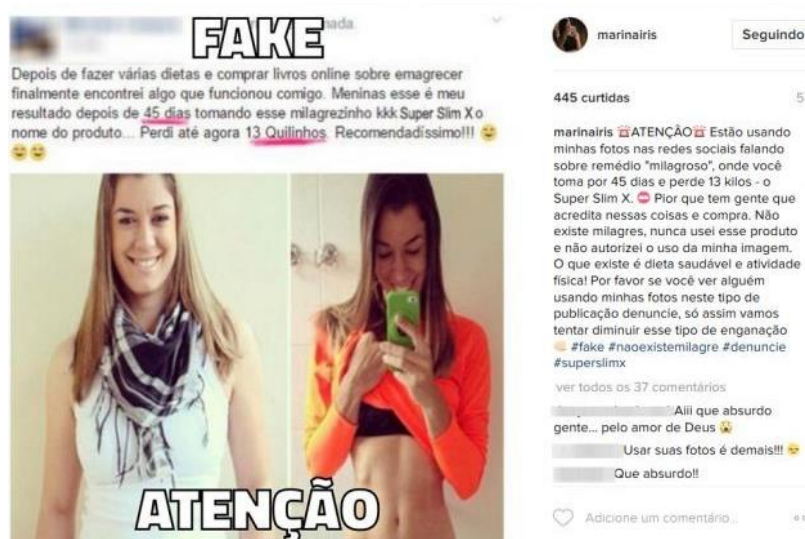 nada.
FAKE
Depois de fazer várias dietas e comprar livros online sobre emagrecer
finalmente encontrei algo que funcionou comigo. Meninas esse é meu
resultado depois de 45 dias tomando esse milagrezinho kkk Super Slim X o
nome do produto... Perdi até agora 13 Quilinhos. Recomendadíssimo!!! 😄
😄😄
ATENÇÃO
marinairis
Seguindo
445 curtidas
5
marinairis 🚨ATENÇÃO🚨 Estão usando
minhas fotos nas redes sociais falando
sobre remédio "milagroso", onde você
toma por 45 dias e perde 13 kilos - o
Super Slim X. ⛔ Pior que tem gente que
acredita nessas coisas e compra. Não
existe milagres, nunca usei esse produto
e não autorizei o uso da minha imagem.
O que existe é dieta saudável e atividade
física! Por favor se você ver alguém
usando minhas fotos neste tipo de
publicação denuncie, só assim vamos
tentar diminuir esse tipo de enganação
👊🏻 #fake #naoexistemilagre #denuncie
#superslimx
ver todos os 37 comentários
Aiii que absurdo
gente... pelo amor de Deus 😱
Usar suas fotos é demais!!!
Que absurdo!!
Adicione um comentário...